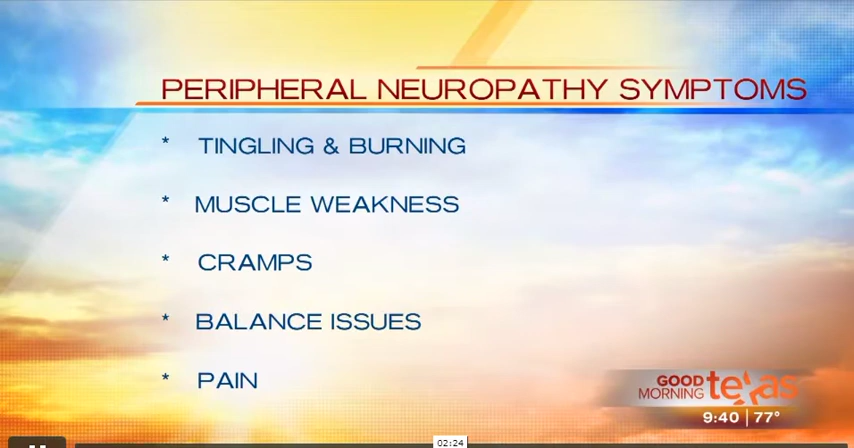 PERIPHERAL NEUROPATHY SYMPTOMS
* TINGLING & BURNING
* MUSCLE WEAKNESS
* CRAMPS
* BALANCE ISSUES
* PAIN
GOOD
MORNING texas
9:40 | 77°
02:24